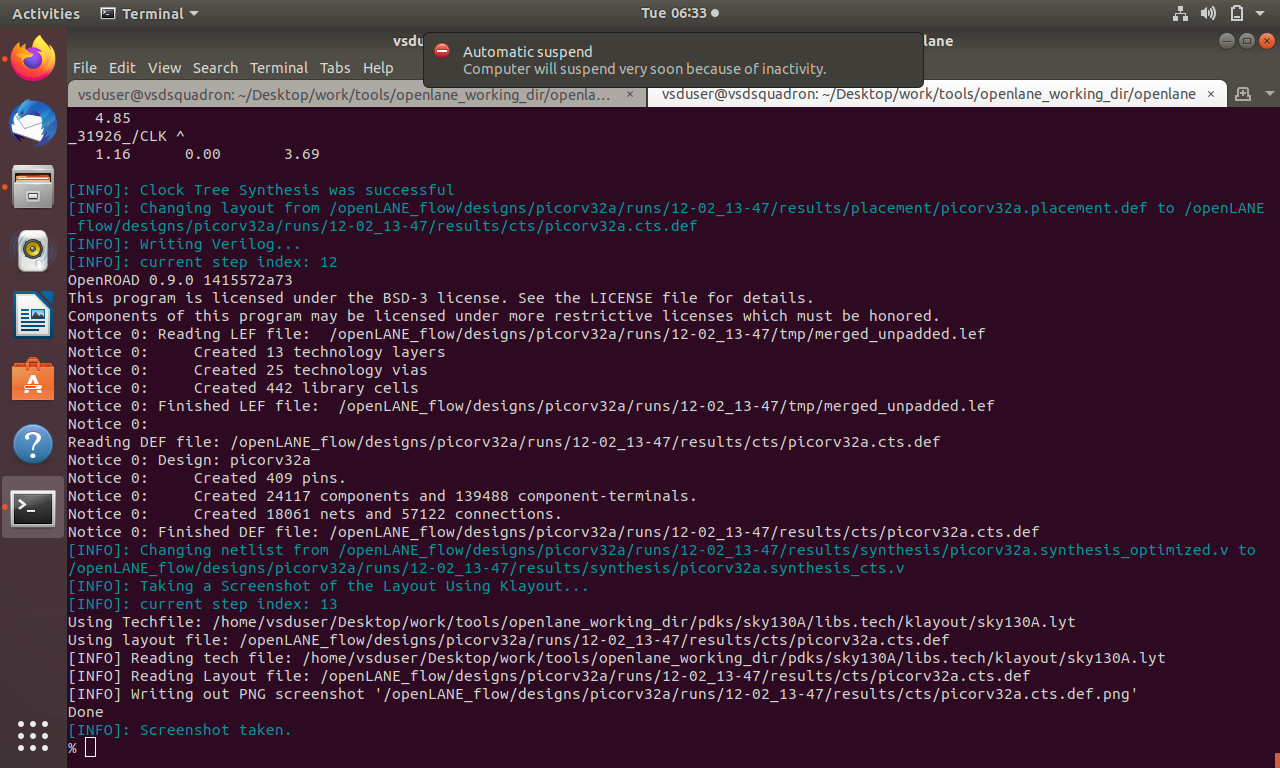 Activities Terminal Tue 06:33
vsdu lane
Automatic suspend
Computer will suspend very soon because of inactivity.
File Edit View Search Terminal Tabs Help
vsduser@vsdsquadron: ~/Desktop/work/tools/openlane_working_dir/openla... × vsduser@vsdsquadron: ~/Desktop/work/tools/openlane_working_dir/openlane ×
4.85
_31926_/CLK ^
1.16 0.00 3.69
[INFO]: Clock Tree Synthesis was successful
[INFO]: Changing layout from /openLANE_flow/designs/picorv32a/runs/12-02_13-47/results/placement/picorv32a.placement.def to /openLANE
_flow/designs/picorv32a/runs/12-02_13-47/results/cts/picorv32a.cts.def
[INFO]: Writing Verilog...
[INFO]: current step index: 12
OpenROAD 0.9.0 1415572a73
This program is licensed under the BSD-3 license. See the LICENSE file for details.
Components of this program may be licensed under more restrictive licenses which must be honored.
Notice 0: Reading LEF file:  /openLANE_flow/designs/picorv32a/runs/12-02_13-47/tmp/merged_unpadded.lef
Notice 0:     Created 13 technology layers
Notice 0:     Created 25 technology vias
Notice 0:     Created 442 library cells
Notice 0: Finished LEF file:  /openLANE_flow/designs/picorv32a/runs/12-02_13-47/tmp/merged_unpadded.lef
Notice 0:
Reading DEF file: /openLANE_flow/designs/picorv32a/runs/12-02_13-47/results/cts/picorv32a.cts.def
Notice 0: Design: picorv32a
Notice 0:     Created 409 pins.
Notice 0:     Created 24117 components and 139488 component-terminals.
Notice 0:     Created 18061 nets and 57122 connections.
Notice 0: Finished DEF file: /openLANE_flow/designs/picorv32a/runs/12-02_13-47/results/cts/picorv32a.cts.def
[INFO]: Changing netlist from /openLANE_flow/designs/picorv32a/runs/12-02_13-47/results/synthesis/picorv32a.synthesis_optimized.v to
/openLANE_flow/designs/picorv32a/runs/12-02_13-47/results/synthesis/picorv32a.synthesis_cts.v
[INFO]: Taking a Screenshot of the Layout Using Klayout...
[INFO]: current step index: 13
Using Techfile: /home/vsduser/Desktop/work/tools/openlane_working_dir/pdks/sky130A/libs.tech/klayout/sky130A.lyt
Using layout file: /openLANE_flow/designs/picorv32a/runs/12-02_13-47/results/cts/picorv32a.cts.def
[INFO] Reading tech file: /home/vsduser/Desktop/work/tools/openlane_working_dir/pdks/sky130A/libs.tech/klayout/sky130A.lyt
[INFO] Reading Layout file: /openLANE_flow/designs/picorv32a/runs/12-02_13-47/results/cts/picorv32a.cts.def
[INFO] Writing out PNG screenshot '/openLANE_flow/designs/picorv32a/runs/12-02_13-47/results/cts/picorv32a.cts.def.png'
Done
[INFO]: Screenshot taken.
%